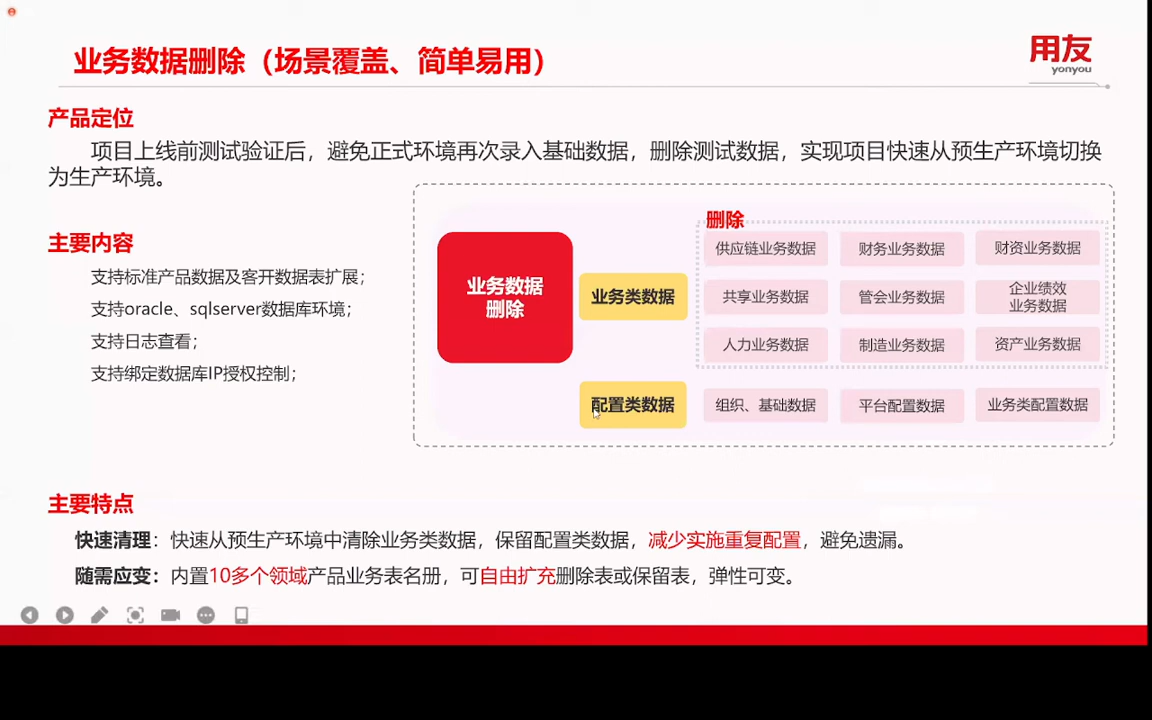 业务数据删除（场景覆盖、简单易用）
用友
yonyou
产品定位
项目上线前测试验证后，避免正式环境再次录入基础数据，删除测试数据，实现项目快速从预生产环境切换
为生产环境。
主要内容
支持标准产品数据及客开数据表扩展；
支持oracle、sqlserver数据库环境；
支持日志查看；
支持绑定数据库IP授权控制；
业务数据
删除
业务类数据
删除
供应链业务数据
财务业务数据
财资业务数据
共享业务数据
管会业务数据
企业绩效
业务数据
人力业务数据
制造业务数据
资产业务数据
配置类数据
组织、基础数据
平台配置数据
业务类配置数据
主要特点
快速清理：快速从预生产环境中清除业务类数据，保留配置类数据，减少实施重复配置，避免遗漏。
随需应变：内置10多个领域产品业务表名册，可自由扩充删除表或保留表，弹性可变。